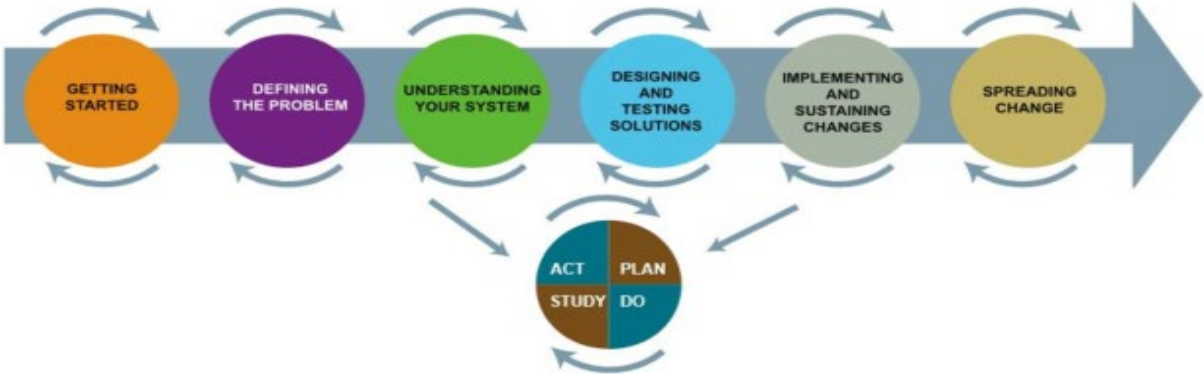 GETTING
STARTED
DEFINING
THE PROBLEM
UNDERSTANDING
YOUR SYSTEM
DESIGNING
AND
TESTING
SOLUTIONS
IMPLEMENTING
AND
SUSTAINING
CHANGES
SPREADING
CHANGE
ACT
PLAN
STUDY
DO